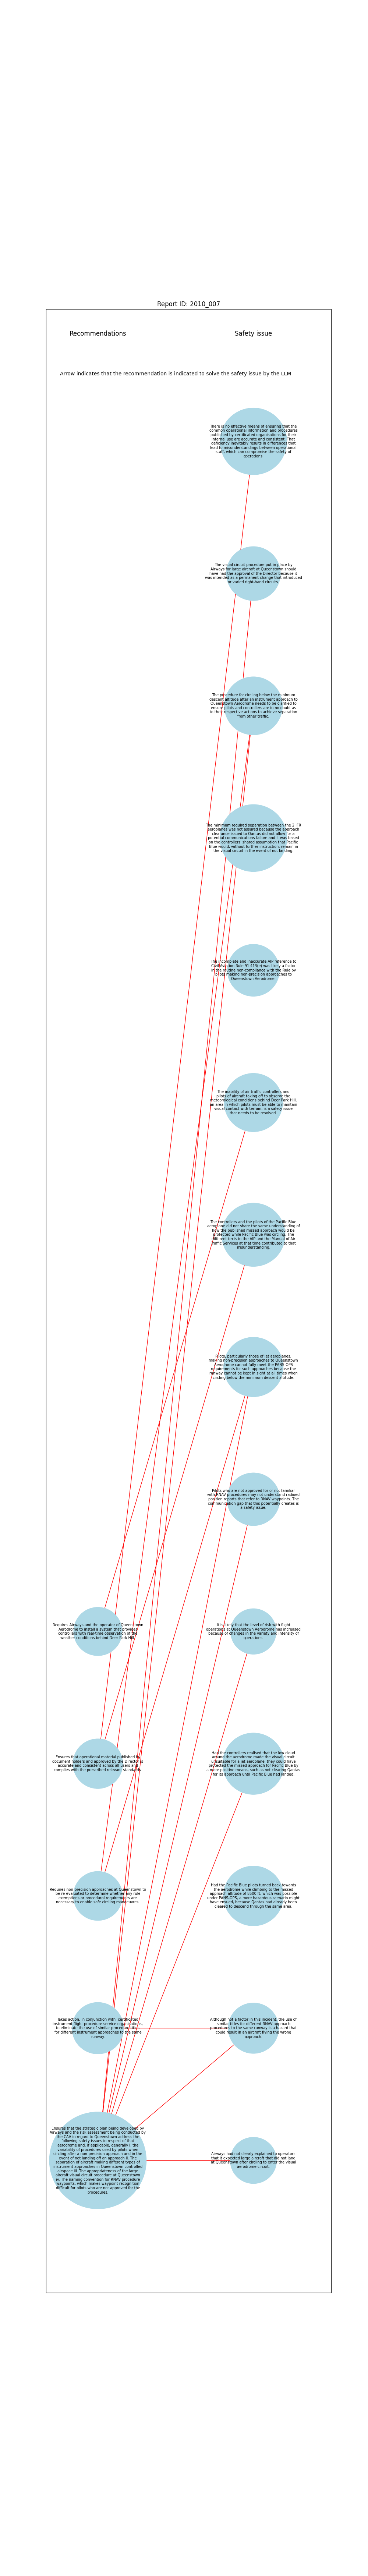 Report ID: 2010_007
Recommendations
Safety issue
Arrow indicates that the recommendation is indicated to solve the safety issue by the LLM
There is no effective means of ensuring that the
common operational information and procedures
published by certificated organisations for their
internal use are accurate and consistent. That
deficiency inevitably results in differences that
lead to misunderstandings between operational
staff, which can compromise the safety of
operations.
The visual circuit procedure put in place by
Airways for large aircraft at Queenstown should
have had the approval of the Director because it
was intended as a permanent change that introduced
or varied right-hand circuits.
The procedure for circling below the minimum
descent altitude after an instrument approach to
Queenstown Aerodrome needs to be clarified to
ensure pilots and controllers are in no doubt as
to their respective actions to achieve separation
from other traffic.
The minimum required separation between the 2 IFR
aeroplanes was not assured because the approach
clearance issued to Qantas did not allow for a
potential communications failure and it was based
on the controllers' shared assumption that Pacific
Blue would, without further instruction, remain in
the visual circuit in the event of not landing.
The incomplete and inaccurate AIP reference to
Civil Aviation Rule 91.413(e) was likely a factor
in the routine non-compliance with the Rule by
pilots making non-precision approaches to
Queenstown Aerodrome.
The inability of air traffic controllers and
pilots of aircraft taking off to observe the
meteorological conditions behind Deer Park Hill,
an area in which pilots must be able to maintain
visual contact with terrain, is a safety issue
that needs to be resolved.
The controllers and the pilots of the Pacific Blue
aeroplane did not share the same understanding of
how the published missed approach would be
protected while Pacific Blue was circling. The
different texts in the AIP and the Manual of Air
Traffic Services at that time contributed to that
misunderstanding.
Pilots, particularly those of jet aeroplanes,
making non-precision approaches to Queenstown
Aerodrome cannot fully meet the PANS-OPS
requirements for such approaches because the
runway cannot be kept in sight at all times when
circling below the minimum descent altitude.
Pilots who are not approved for or not familiar
with RNAV procedures may not understand radioed
position reports that refer to RNAV waypoints. The
communication gap that this potentially creates is
a safety issue.
Requires Airways and the operator of Queenstown
Aerodrome to install a system that provides
controllers with real-time observation of the
weather conditions behind Deer Park Hill.
It is likely that the level of risk with flight
operations at Queenstown Aerodrome has increased
because of changes in the variety and intensity of
operations.
Ensures that operational material published by
document holders and approved by the Director is
accurate and consistent across all users and
complies with the prescribed relevant standards.
Had the controllers realised that the low cloud
around the aerodrome made the visual circuit
unsuitable for a jet aeroplane, they could have
protected the missed approach for Pacific Blue by
a more positive means, such as not clearing Qantas
for its approach until Pacific Blue had landed.
Requires non-precision approaches at Queenstown to
be re-evaluated to determine whether any rule
exemptions or procedural requirements are
necessary to enable safe circling manoeuvres.
Had the Pacific Blue pilots turned back towards
the aerodrome while climbing to the missed
approach altitude of 8500 ft, which was possible
under PANS-OPS, a more hazardous scenario might
have ensued, because Qantas had already been
cleared to descend through the same area.
Takes action, in conjunction with certificated
instrument flight procedure service organisations,
to eliminate the use of similar procedure titles
for different instrument approaches to the same
runway.
Although not a factor in this incident, the use of
similar titles for different RNAV approach
procedures to the same runway is a hazard that
could result in an aircraft flying the wrong
approach.
Ensures that the strategic plan being developed by
Airways and the risk assessment being conducted by
the CAA in regard to Queenstown address the
following safety issues in respect of that
aerodrome and, if applicable, generally: i. the
variability of procedures used by pilots when
circling after a non-precision approach and in the
event of not landing off an approach ii. The
separation of aircraft making different types of
instrument approaches in Queenstown controlled
airspace iii. The appropriateness of the large
aircraft visual circuit procedure at Queenstown
iv. The naming convention for RNAV procedure
waypoints, which makes waypoint recognition
difficult for pilots who are not approved for the
procedures.
Airways had not clearly explained to operators
that it expected large aircraft that did not land
at Queenstown after circling to enter the visual
aerodrome circuit.